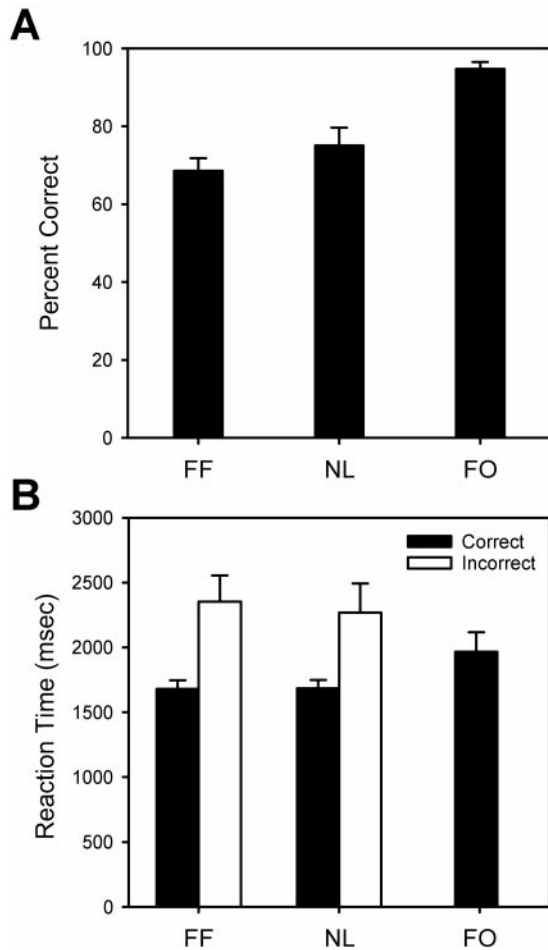 A
100
80
60
40
20
0
Percent Correct
FF NL FO
B
3000
2500
2000
1500
1000
500
0
Reaction Time (msec)
Correct
Incorrect
FF NL FO